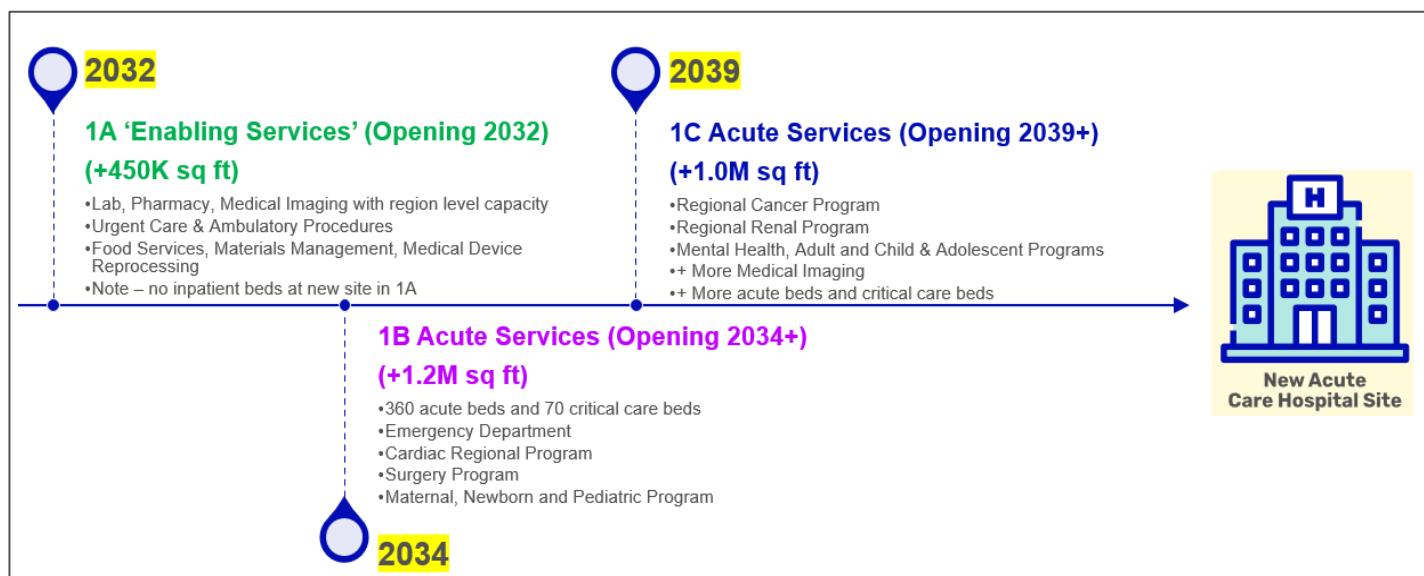 2032
1A ‘Enabling Services’ (Opening 2032)
(+450K sq ft)
•Lab, Pharmacy, Medical Imaging with region level capacity
•Urgent Care & Ambulatory Procedures
•Food Services, Materials Management, Medical Device
Reprocessing
•Note – no inpatient beds at new site in 1A
2039
1C Acute Services (Opening 2039+)
(+1.0M sq ft)
•Regional Cancer Program
•Regional Renal Program
•Mental Health, Adult and Child & Adolescent Programs
•+ More Medical Imaging
•+ More acute beds and critical care beds
H
New Acute
Care Hospital Site
1B Acute Services (Opening 2034+)
(+1.2M sq ft)
•360 acute beds and 70 critical care beds
•Emergency Department
•Cardiac Regional Program
•Surgery Program
•Maternal, Newborn and Pediatric Program
2034